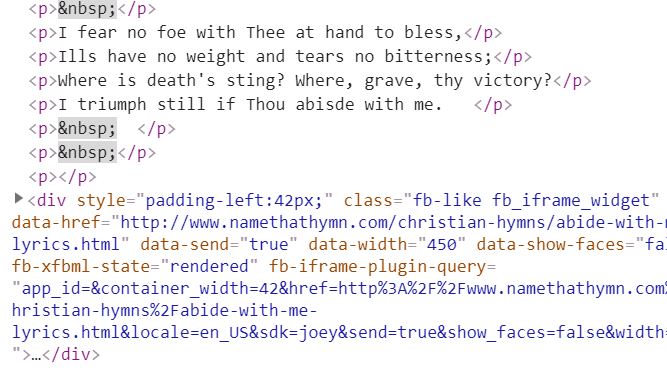 <p>&nbsp;</p>
<p>I fear no foe with Thee at hand to bless,</p>
<p>Ills have no weight and tears no bitterness;</p>
<p>Where is death's sting? Where, grave, thy victory?</p>
<p>I triumph still if Thou abisde with me.   </p>
<p>&nbsp;  </p>
<p>&nbsp;</p>
<p></p>
<div style="padding-left:42px;" class="fb-like fb_iframe_widget"
data-href="http://www.namethathymn.com/christian-hymns/abide-with-
lyrics.html" data-send="true" data-width="450" data-show-faces="fal
fb-xfbml-state="rendered" fb-iframe-plugin-query=
"app_id=&container_width=42&href=http%3A%2F%2Fwww.namethathymn.com%
hristian-hymns%2Fabide-with-me-
lyrics.html&locale=en_US&sdk=joey&send=true&show_faces=false&width=
">…</div>